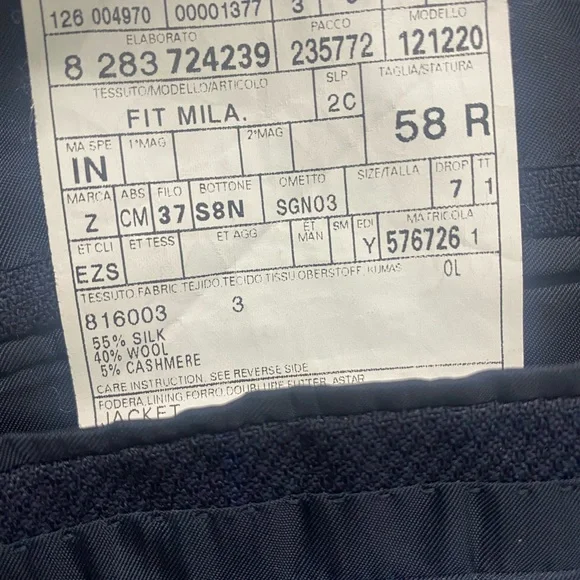 126 004970 00001377 3
ELABORATO PACCO MODELLO
8 283 724239 235772 121220
TESSUTO/MODELLO/ARTICOLO SLP TAGLIA/STATURA
FIT MILA. 2C 58 R
MA SPE 1°MAG 2°MAG
IN
MARCA ABS FILO BOTTONE OMETTO SIZE/TALLA DROP TT
Z CM 37 S8N SGN03 7 1
ET CLI ET TESS ET AGG ET MAN SM EDI MATRICOLA
EZS Y 576726 1
TESSUTO,FABRIC,TEJIDO,TECIDO,TISSU,OBERSTOFF, KUMAS OL
816003 3
55% SILK
40% WOOL
5% CASHMERE
CARE INSTRUCTION, SEE REVERSE SIDE
FODERA,LINING,FORRO,DOUBLURE,FUTTER, ASTAR
JACKET